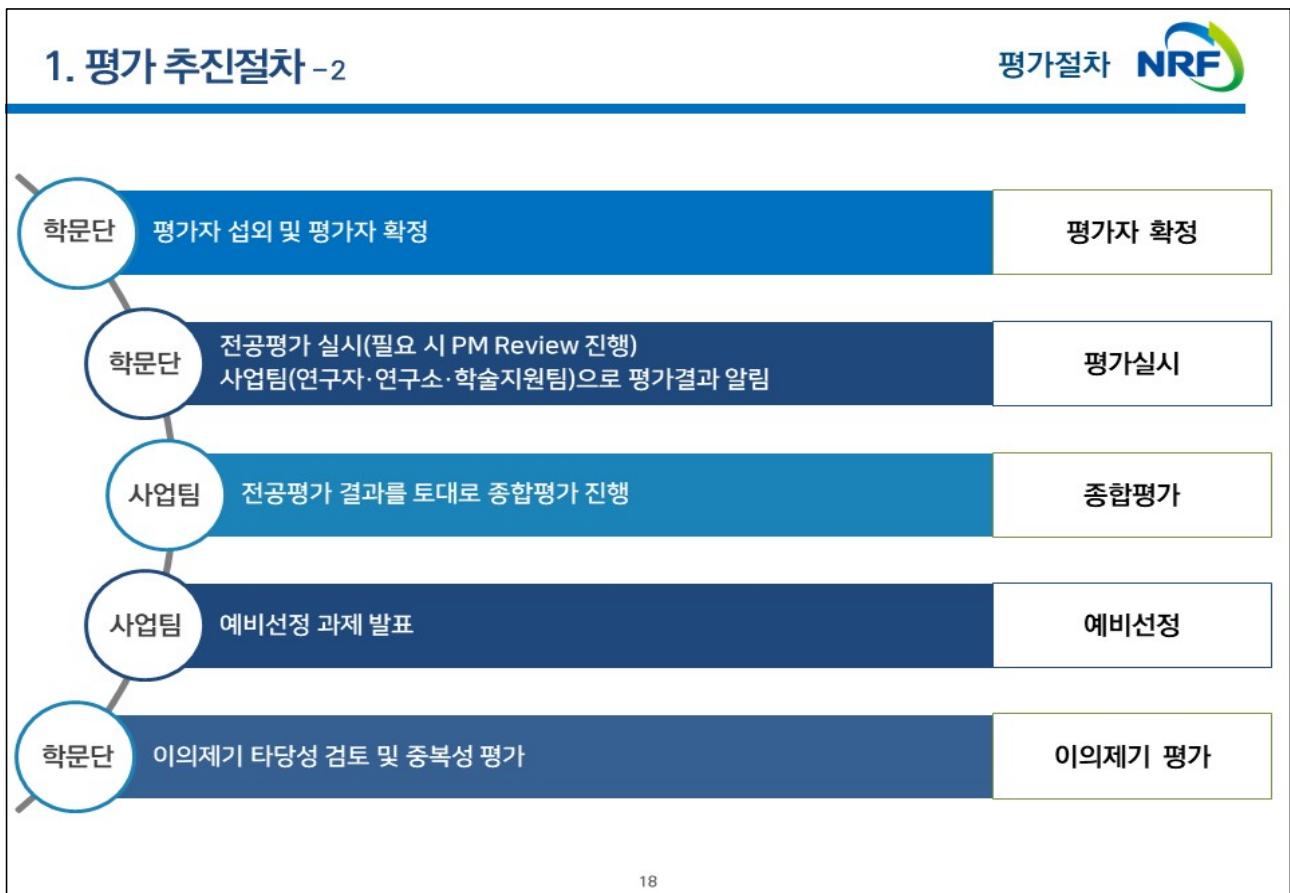 1. 평가 추진절차 -2
평가절차 NRF
학문단 평가자 섭외 및 평가자 확정 평가자 확정
학문단 전공평가 실시(필요 시 PM Review 진행)
사업팀(연구자·연구소·학술지원팀)으로 평가결과 알림
평가실시
사업팀 전공평가 결과를 토대로 종합평가 진행 종합평가
사업팀 예비선정 과제 발표 예비선정
학문단 이의제기 타당성 검토 및 중복성 평가 이의제기 평가
18